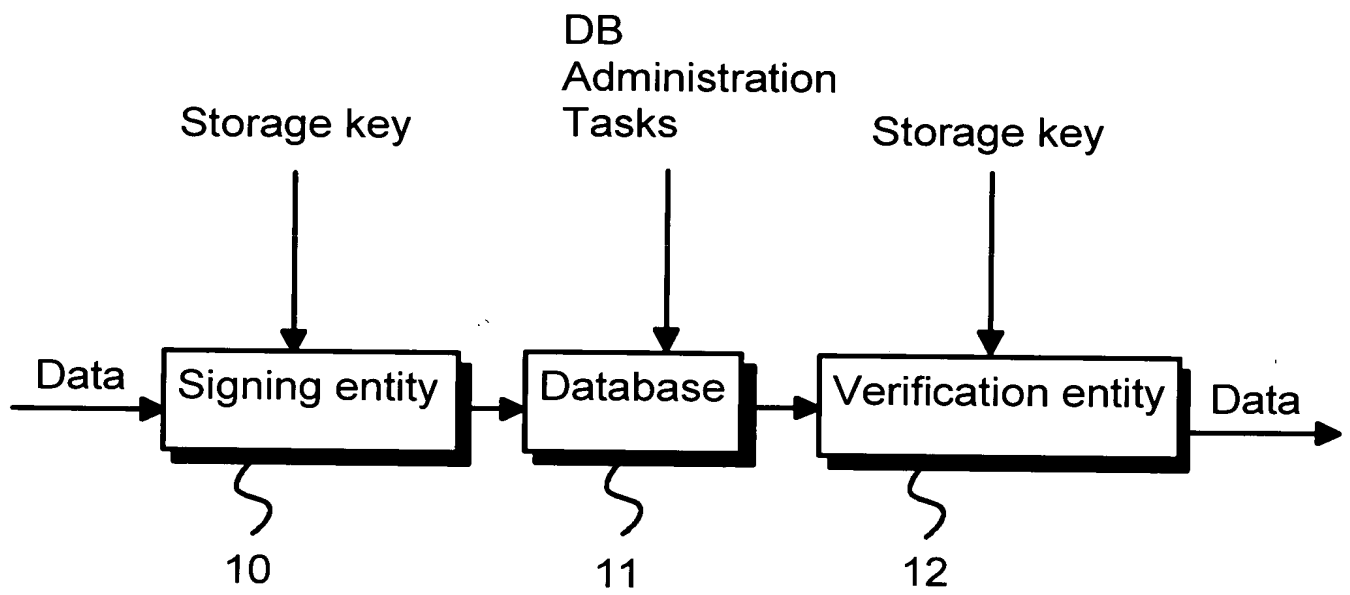 DB
Administration
Tasks
Storage key
Storage key
Data
Signing entity
Database
Verification entity
Data
10
11
12